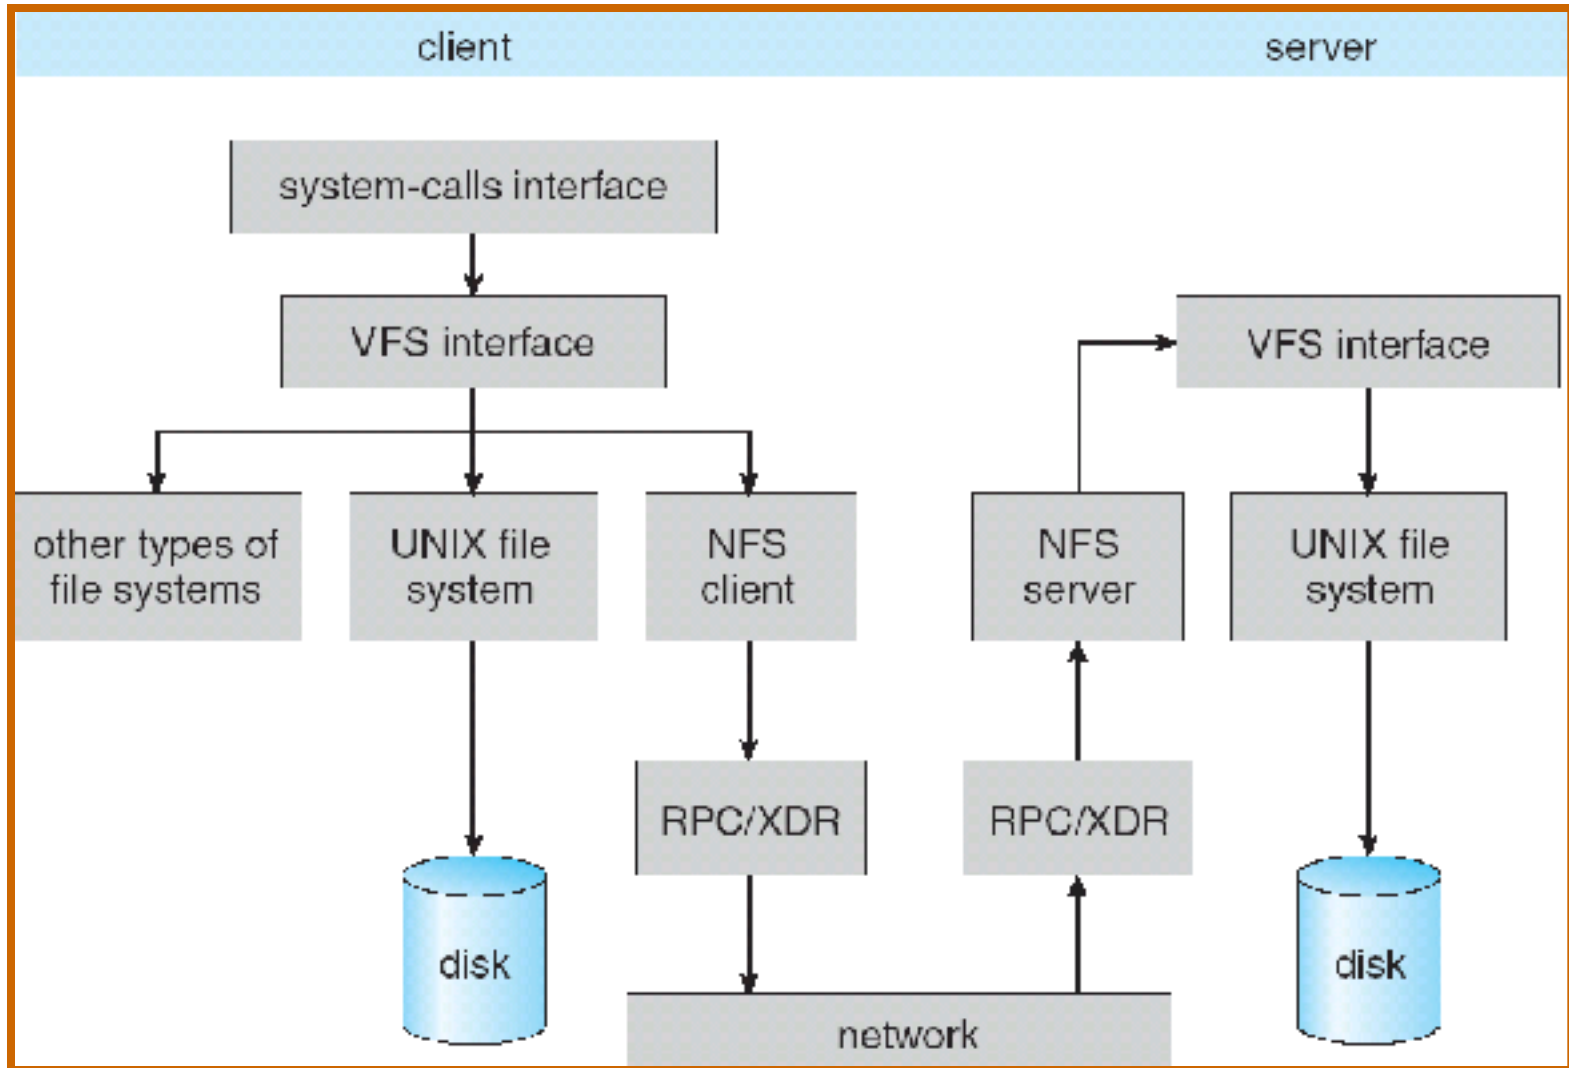 client
server
system-calls interface
VFS interface
VFS interface
other types of
file systems
UNIX file
system
NFS
client
NFS
server
UNIX file
system
RPC/XDR
RPC/XDR
disk
disk
network